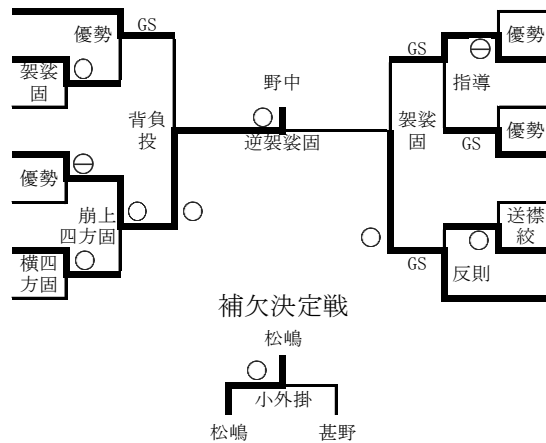 優勢
GS
袈裟
固
背負
投
優勢
崩上
四方固
横四
方固
野中
逆袈裟固
GS
優勢
指導
袈裟
固
優勢
GS
送襟
絞
反則
GS
補欠決定戦
松嶋
小外掛
松嶋
甚野